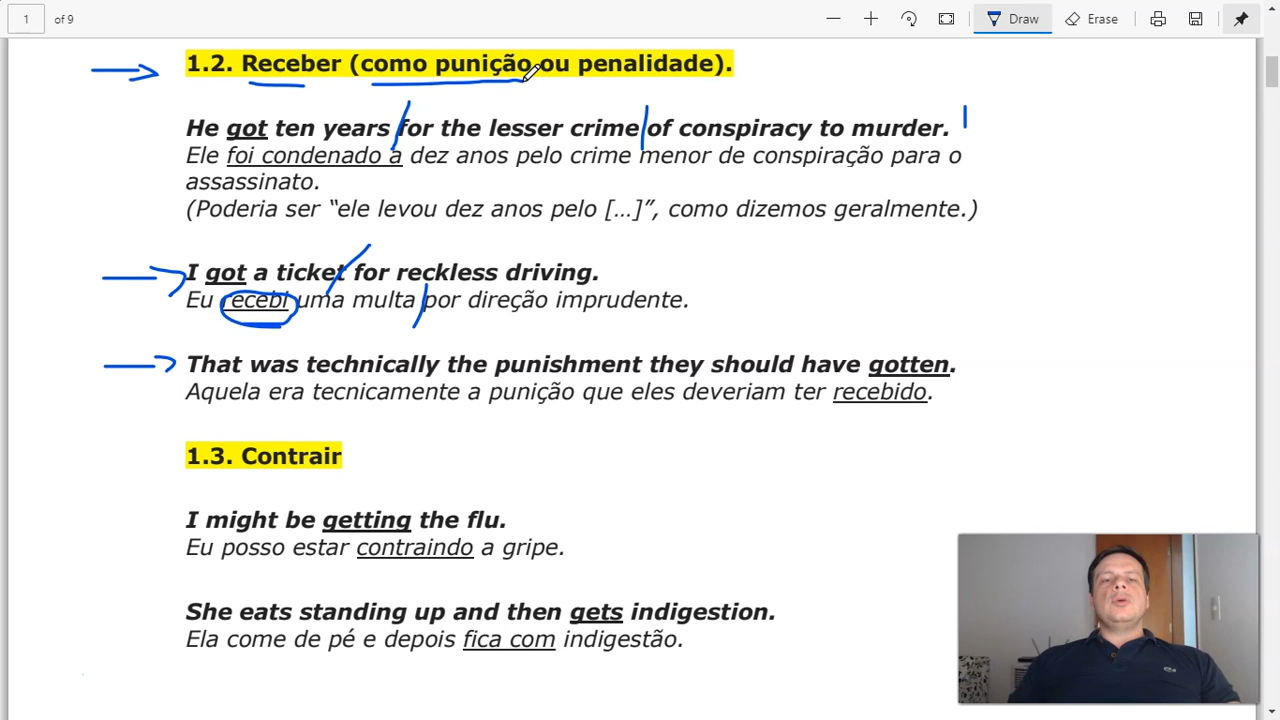 1
of 9
Draw
Erase
1.2. Receber (como punição ou penalidade).
He got ten years for the lesser crime of conspiracy to murder.
Ele foi condenado a dez anos pelo crime menor de conspiração para o
assassinato.
(Poderia ser “ele levou dez anos pelo […]”, como dizemos geralmente.)
I got a ticket for reckless driving.
Eu recebi uma multa por direção imprudente.
That was technically the punishment they should have gotten.
Aquela era tecnicamente a punição que eles deveriam ter recebido.
1.3. Contrair
I might be getting the flu.
Eu posso estar contraindo a gripe.
She eats standing up and then gets indigestion.
Ela come de pé e depois fica com indigestão.